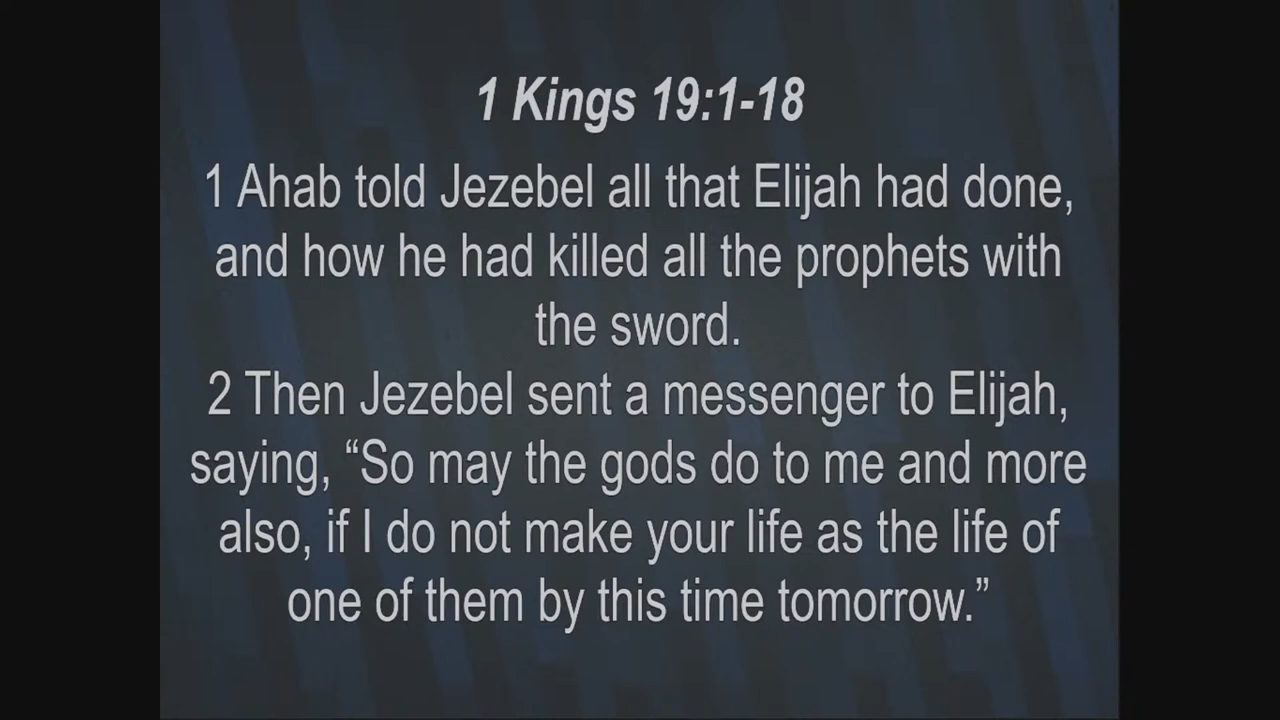 1 Kings 19:1-18
1 Ahab told Jezebel all that Elijah had done,
and how he had killed all the prophets with
the sword.
2 Then Jezebel sent a messenger to Elijah,
saying, “So may the gods do to me and more
also, if I do not make your life as the life of
one of them by this time tomorrow.”